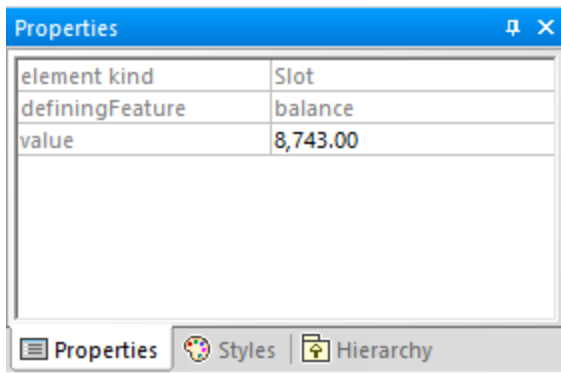 Properties
element kind Slot
definingFeature balance
value 8,743.00
Properties Styles Hierarchy